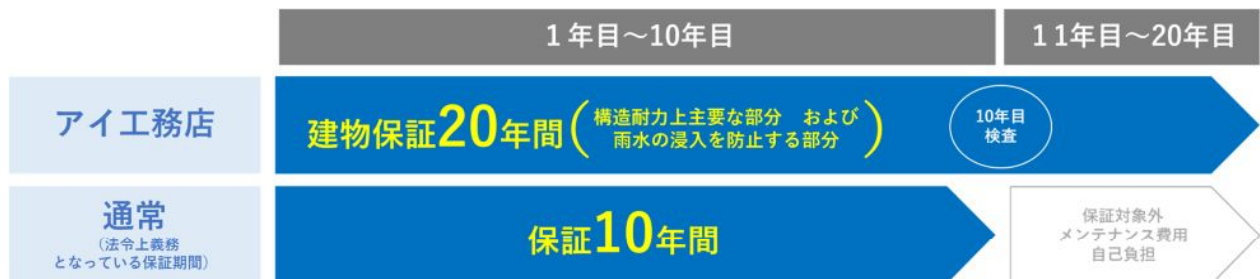 1年目～10年目
11年目～20年目
アイ工務店
建物保証20年間(構造耐力上主要な部分　および
雨水の浸入を防止する部分)
10年目
検査
通常
(法令上義務
となっている保証期間)
保証10年間
保証対象外
メンテナンス費用
自己負担